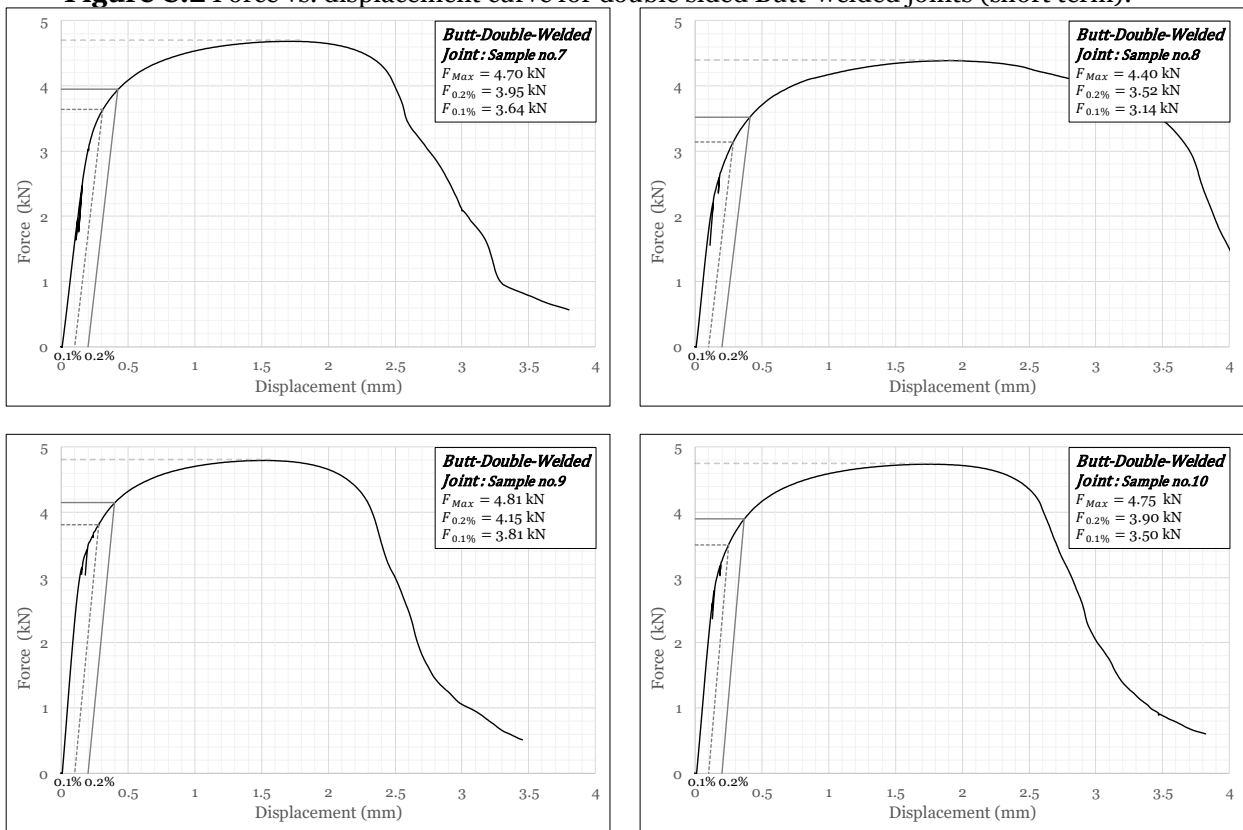 Figure C.2 Force vs. displacement curve for double sided Butt-welded joints (short term).
Butt-Double-Welded
Joint: Sample no.7
F_Max = 4.70 kN
F_0.2% = 3.95 kN
F_0.1% = 3.64 kN
5
4
3
2
1
0
Force (kN)
0.1% 0.2%
0 0.5 1 1.5 2 2.5 3 3.5 4
Displacement (mm)
Butt-Double-Welded
Joint: Sample no.8
F_Max = 4.40 kN
F_0.2% = 3.52 kN
F_0.1% = 3.14 kN
5
4
3
2
1
0
Force (kN)
0.1% 0.2%
0 0.5 1 1.5 2 2.5 3 3.5 4
Displacement (mm)
Butt-Double-Welded
Joint: Sample no.9
F_Max = 4.81 kN
F_0.2% = 4.15 kN
F_0.1% = 3.81 kN
5
4
3
2
1
0
Force (kN)
0.1% 0.2%
0 0.5 1 1.5 2 2.5 3 3.5 4
Displacement (mm)
Butt-Double-Welded
Joint: Sample no.10
F_Max = 4.75 kN
F_0.2% = 3.90 kN
F_0.1% = 3.50 kN
5
4
3
2
1
0
Force (kN)
0.1% 0.2%
0 0.5 1 1.5 2 2.5 3 3.5 4
Displacement (mm)